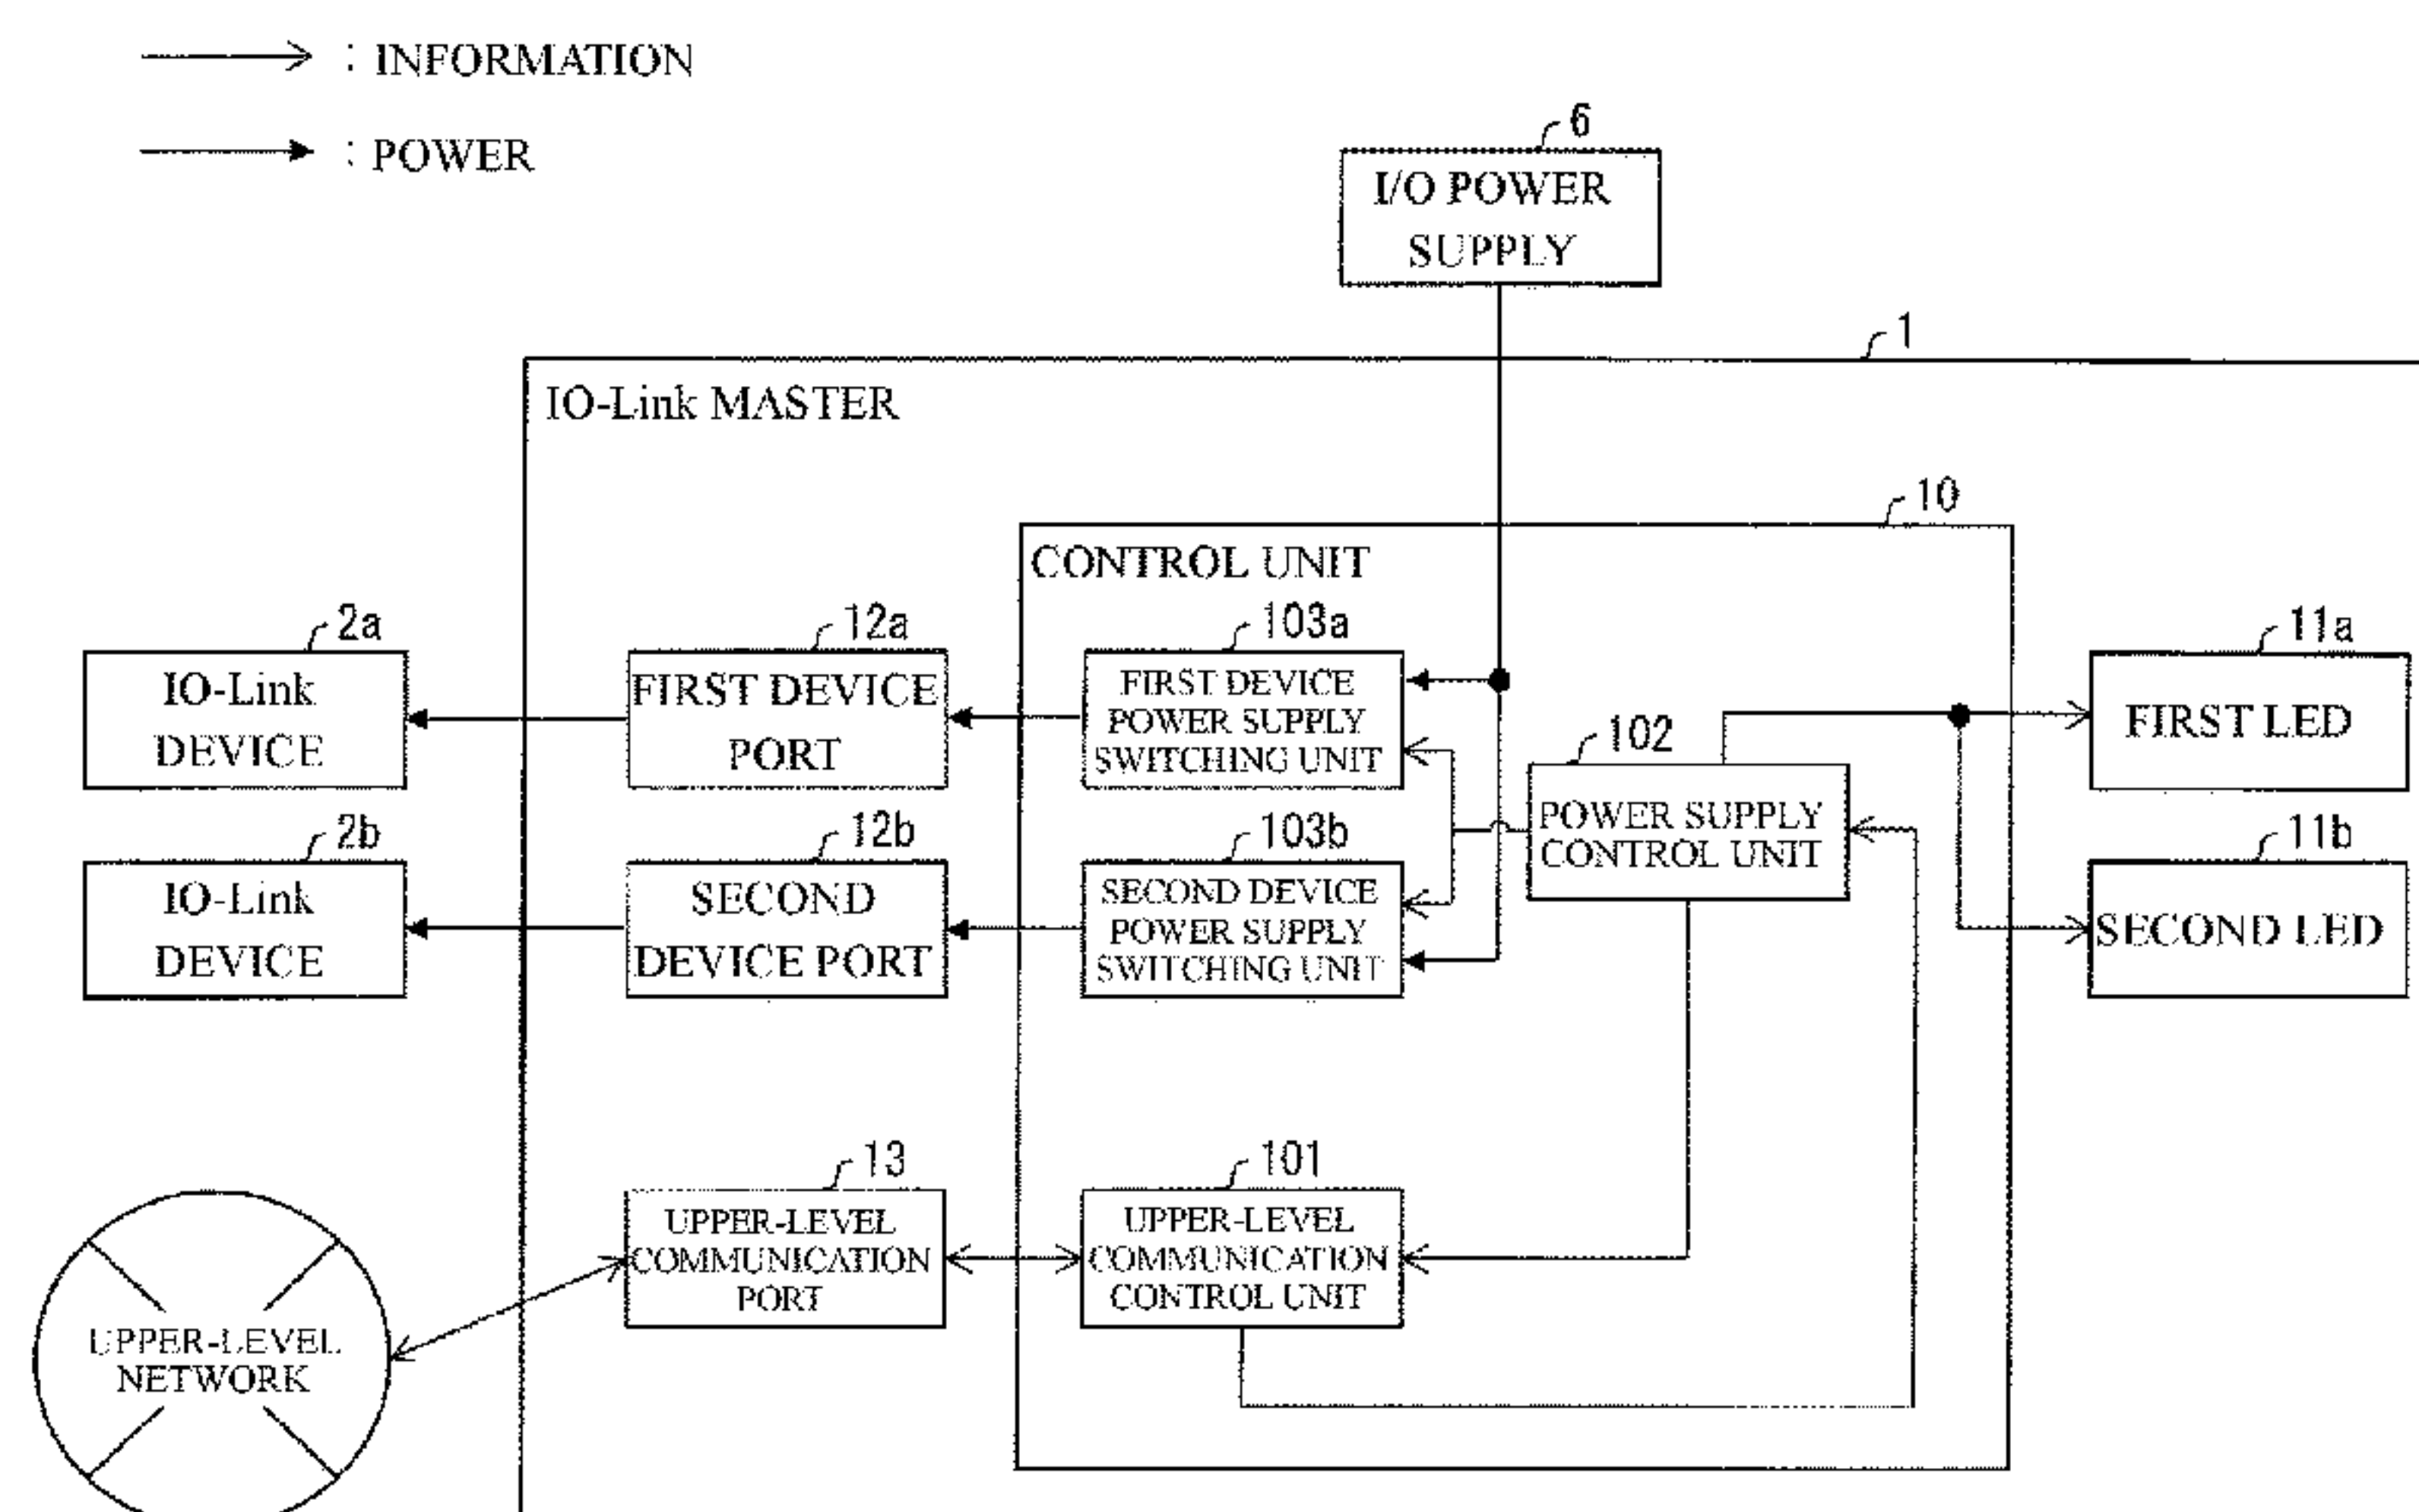 : INFORMATION
: POWER
6
I/O POWER
SUPPLY
1
IO-Link MASTER
10
CONTROL UNIT
2a
IO-Link
DEVICE
12a
FIRST DEVICE
PORT
103a
FIRST DEVICE
POWER SUPPLY
SWITCHING UNIT
102
POWER SUPPLY
CONTROL UNIT
11a
FIRST LED
2b
IO-Link
DEVICE
12b
SECOND
DEVICE PORT
103b
SECOND DEVICE
POWER SUPPLY
SWITCHING UNIT
11b
SECOND LED
13
UPPER-LEVEL
COMMUNICATION
PORT
101
UPPER-LEVEL
COMMUNICATION
CONTROL UNIT
UPPER-LEVEL
NETWORK